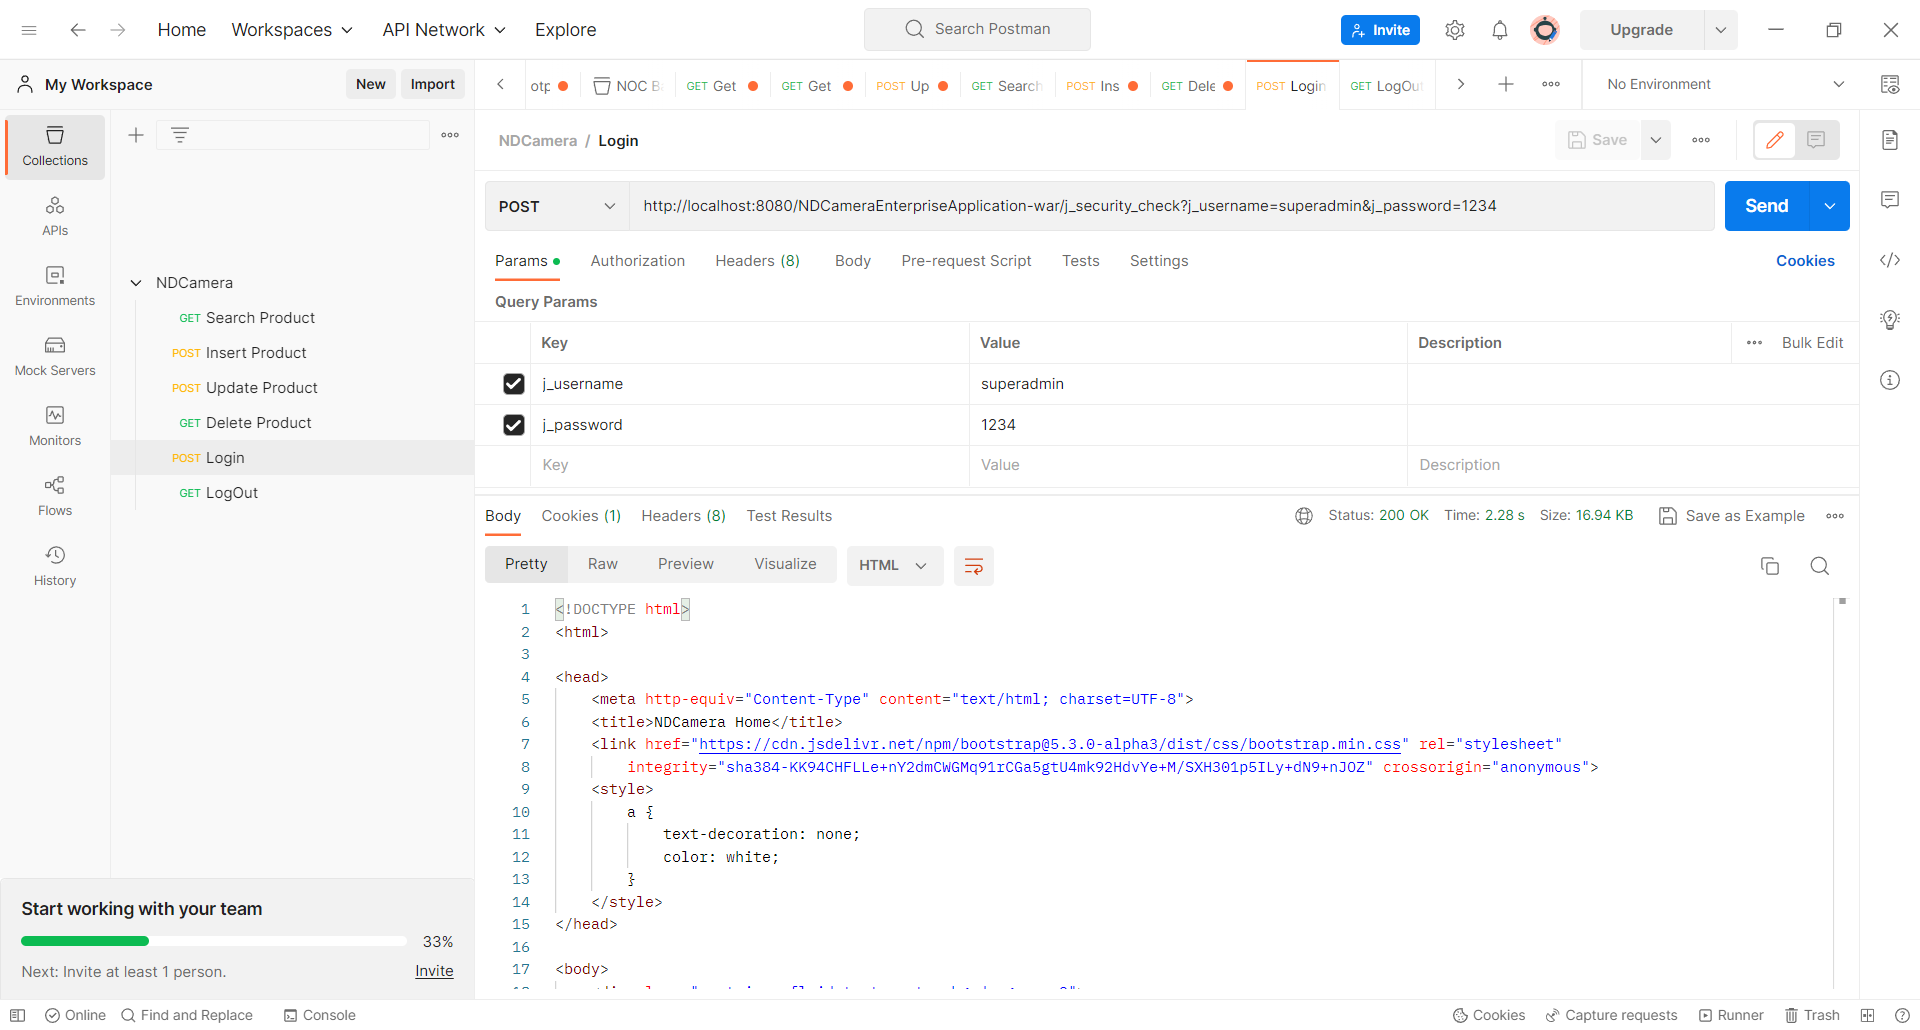 Home
Workspaces
API Network
Explore
Search Postman
Invite
Upgrade
My Workspace
New
Import
otp
NOC B
GET Get
GET Get
POST Up
GET Search
POST Ins
GET Dele
POST Login
GET LogOut
No Environment
Collections
APIs
Environments
Mock Servers
Monitors
Flows
History
NDCamera
GET Search Product
POST Insert Product
POST Update Product
GET Delete Product
POST Login
GET LogOut
NDCamera / Login
Save
POST
http://localhost:8080/NDCameraEnterpriseApplication-war/j_security_check?j_username=superadmin&j_password=1234
Send
Params
Authorization
Headers (8)
Body
Pre-request Script
Tests
Settings
Cookies
Query Params
Key Value Description Bulk Edit
j_username superadmin
j_password 1234
Key Value Description
Body
Cookies (1)
Headers (8)
Test Results
Status: 200 OK Time: 2.28 s Size: 16.94 KB
Save as Example
Pretty
Raw
Preview
Visualize
HTML
1 <!DOCTYPE html>
2 <html>
3
4 <head>
5 <meta http-equiv="Content-Type" content="text/html; charset=UTF-8">
6 <title>NDCamera Home</title>
7 <link href="https://cdn.jsdelivr.net/npm/bootstrap@5.3.0-alpha3/dist/css/bootstrap.min.css" rel="stylesheet"
8 integrity="sha384-KK94CHFLLe+nY2dmCWGMq91rCGa5gtU4mk92HdvYe+M/SXH301p5ILy+dN9+nJOZ" crossorigin="anonymous">
9 <style>
10 a {
11 text-decoration: none;
12 color: white;
13 }
14 </style>
15 </head>
16
17 <body>
Start working with your team
33%
Next: Invite at least 1 person.
Invite
Online
Find and Replace
Console
Cookies
Capture requests
Runner
Trash